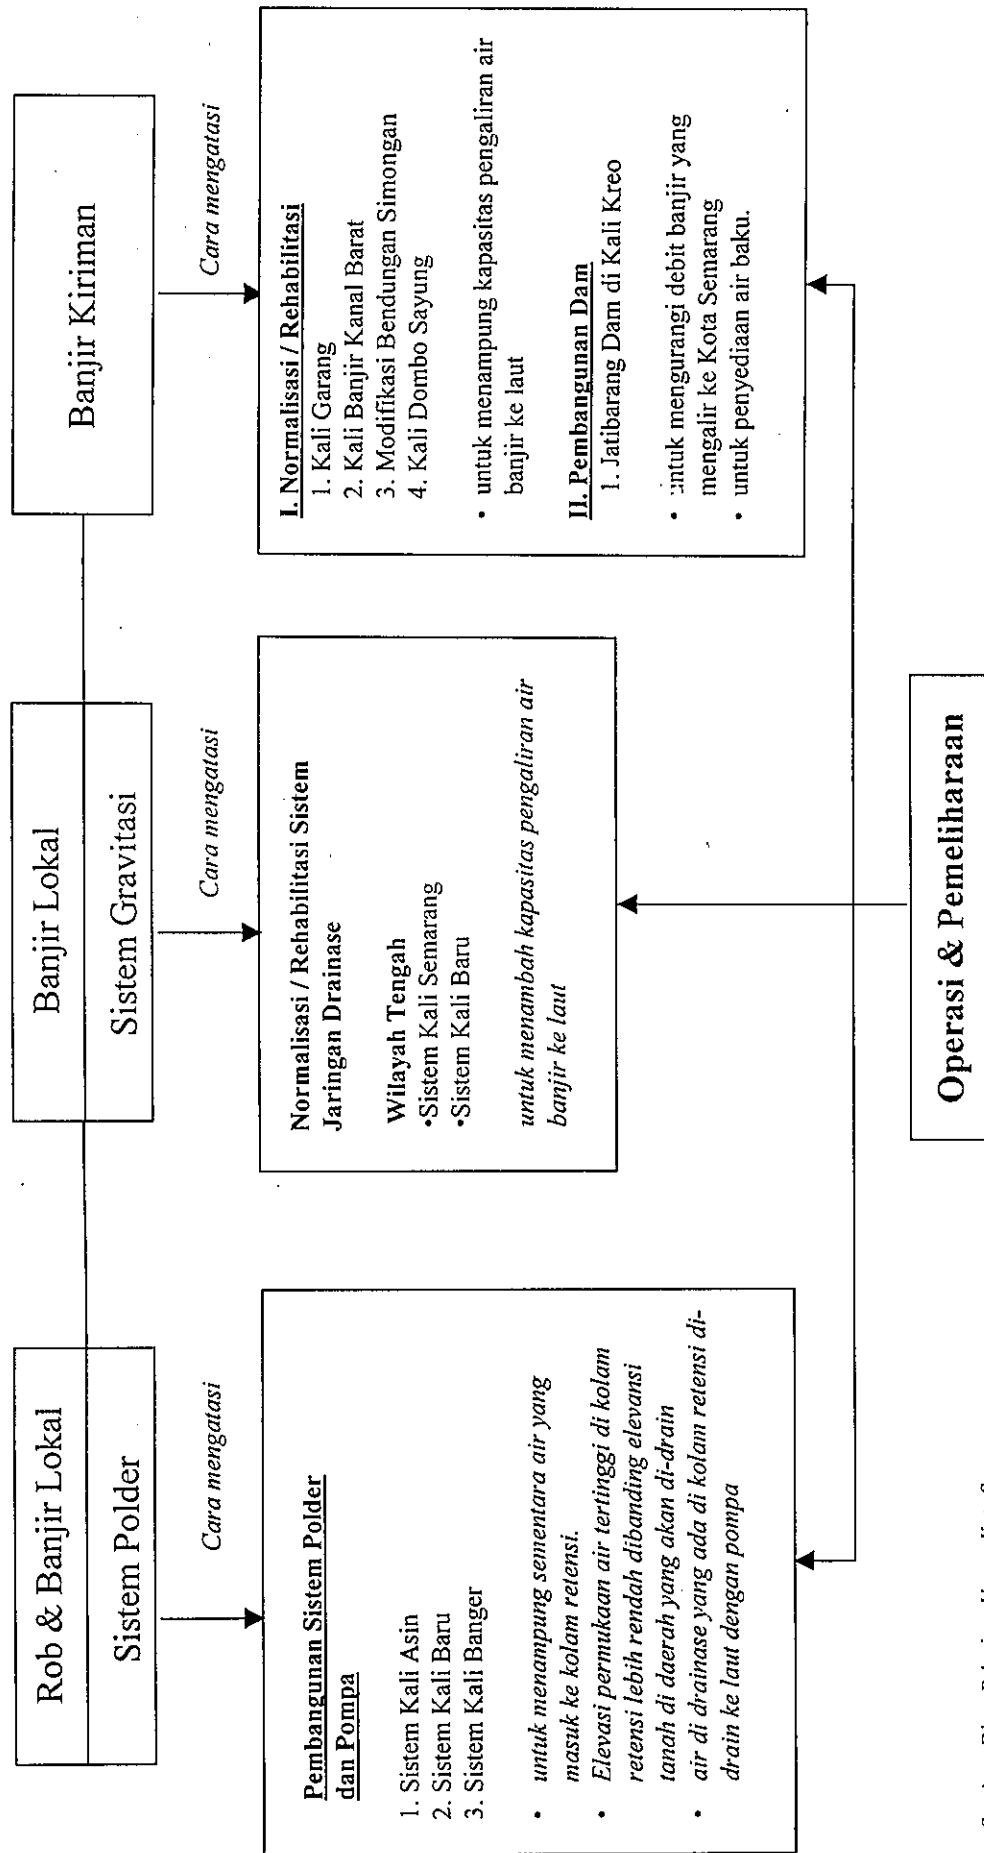 Rob & Banjir Lokal
Sistem Polder
Cara mengatasi
Pembangunan Sistem Polder
dan Pompa
1. Sistem Kali Asin
2. Sistem Kali Baru
3. Sistem Kali Banger
• untuk menampung sementara air yang
masuk ke kolam retensi.
• Elevasi permukaan air tertinggi di kolam
retensi lebih rendah dibanding elevansi
tanah di daerah yang akan di-drain
• air di drainase yang ada di kolam retensi di-
drain ke laut dengan pompa
Banjir Lokal
Sistem Gravitasi
Cara mengatasi
Normalisasi / Rehabilitasi Sistem
Jaringan Drainase
Wilayah Tengah
•Sistem Kali Semarang
•Sistem Kali Baru
untuk menambah kapasitas pengaliran air
banjir ke laut
Banjir Kiriman
Cara mengatasi
I. Normalisasi / Rehabilitasi
1. Kali Garang
2. Kali Banjir Kanal Barat
3. Modifikasi Bendungan Simongan
4. Kali Dombo Sayung
• untuk menampung kapasitas pengaliran air
banjir ke laut
II. Pembangunan Dam
1. Jatibarang Dam di Kali Kreo
• untuk mengurangi debit banjir yang
mengalir ke Kota Semarang
• untuk penyediaan air baku.
Operasi & Pemeliharaan